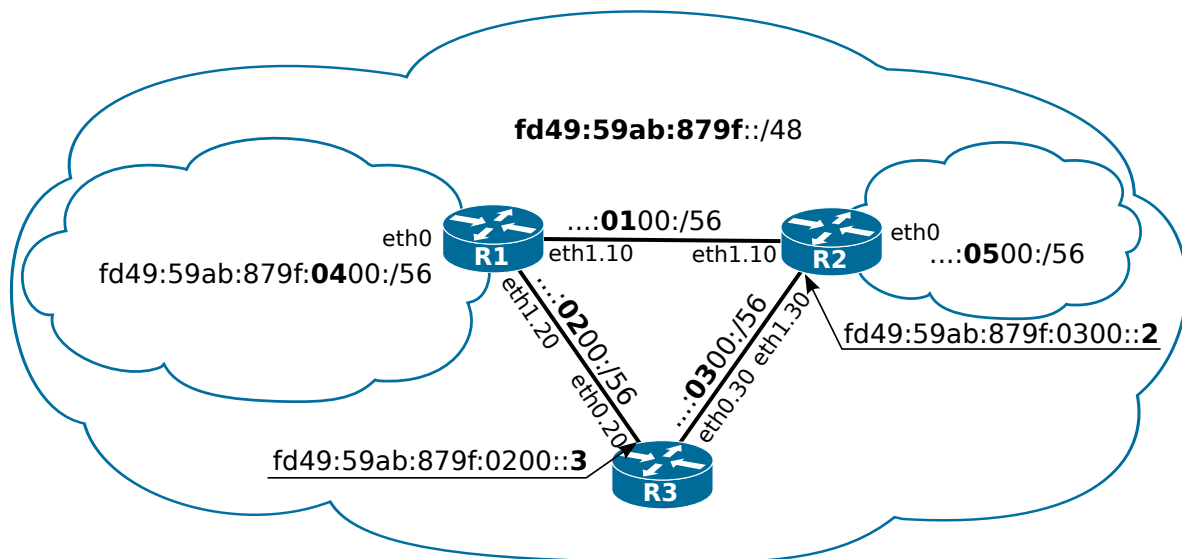 fd49:59ab:879f::/48
...:0100:/56
eth0
R1
eth1.10
eth1.10
R2
eth0
...:0500:/56
fd49:59ab:879f:0400:/56
....:0200:/56
eth1.20
eth0.20
....:0300:/56
eth1.30
eth0.30
fd49:59ab:879f:0300::2
fd49:59ab:879f:0200::3
R3